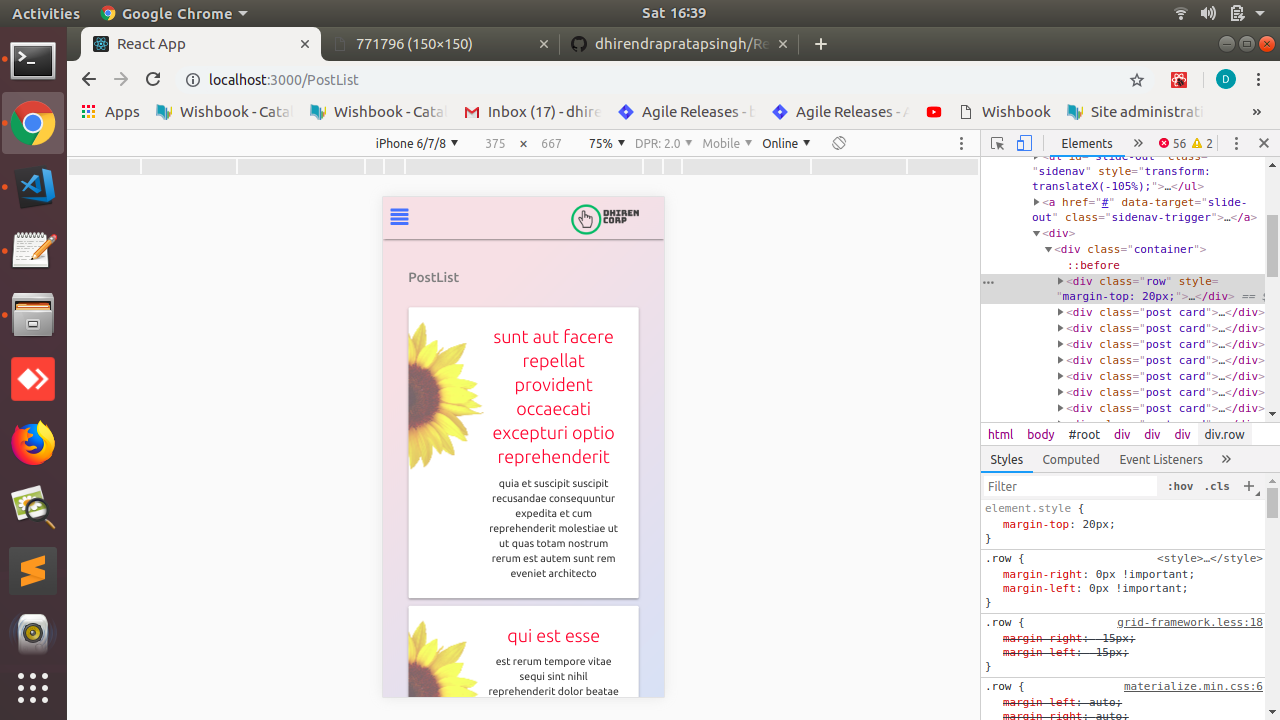 Activities Google Chrome Sat 16:39
React App 771796 (150×150) dhirendrapratapsingh/Re
localhost:3000/PostList D
Apps Wishbook - Catal Wishbook - Catal Inbox (17) - dhire Agile Releases - b Agile Releases - A Wishbook Site administrati »
iPhone 6/7/8 375 × 667 75% DPR: 2.0 Mobile Online
Elements » 56 2
<ul id="slide-out" class=
"sidenav" style="transform:
translateX(-105%);">…</ul>
<a href="#" data-target="slide-
out" class="sidenav-trigger">…</a>
<div>
<div class="container">
::before
<div class="row" style=
"margin-top: 20px;">…</div> == $
<div class="post card">…</div>
<div class="post card">…</div>
<div class="post card">…</div>
<div class="post card">…</div>
<div class="post card">…</div>
<div class="post card">…</div>
<div class="post card">…</div>
html body #root div div div div.row
Styles Computed Event Listeners »
Filter :hov .cls +
element.style {
margin-top: 20px;
}
.row { <style>…</style>
margin-right: 0px !important;
margin-left: 0px !important;
}
.row { grid-framework.less:18
margin-right: -15px;
margin-left: -15px;
}
.row { materialize.min.css:6
margin-left: auto;
margin-right: auto;
DHIREN
CORP
PostList
sunt aut facere
repellat
provident
occaecati
excepturi optio
reprehenderit
quia et suscipit suscipit
recusandae consequuntur
expedita et cum
reprehenderit molestiae ut
ut quas totam nostrum
rerum est autem sunt rem
eveniet architecto
qui est esse
est rerum tempore vitae
sequi sint nihil
reprehenderit dolor beatae